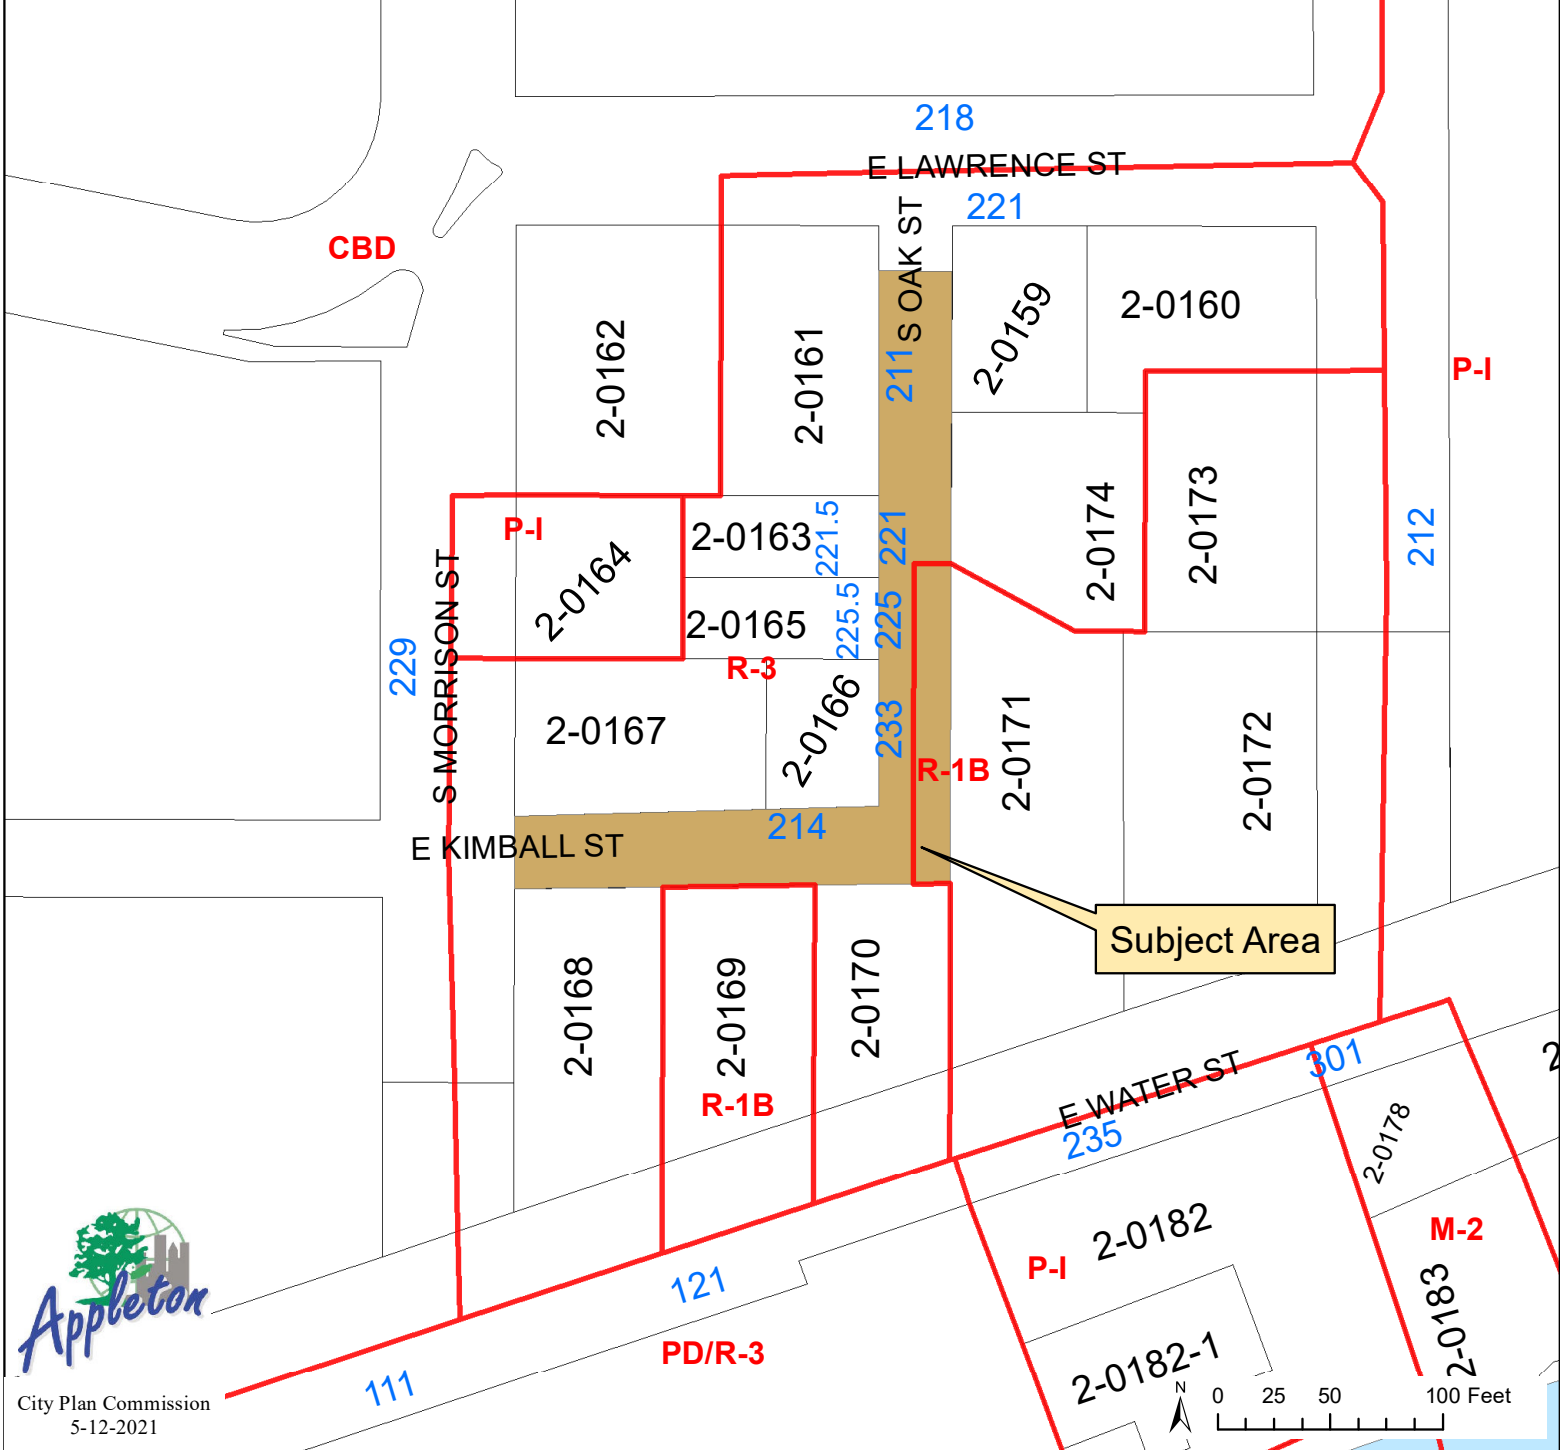 218
E LAWRENCE ST
221
S OAK ST
CBD
2-0159
2-0160
2-0162
2-0161
211
P-I
P-I
2-0163
221.5
221
2-0174
2-0173
212
2-0164
2-0165
225.5
225
S MORRISON ST
229
R-3
2-0167
2-0166
233
R-1B
2-0171
2-0172
214
E KIMBALL ST
Subject Area
2-0168
2-0169
2-0170
R-1B
E WATER ST
301
235
2
2-0178
2-0182
P-I
M-2
121
2-0183
PD/R-3
2-0182-1
111
Appleton
City Plan Commission
5-12-2021
N
0 25 50 100 Feet